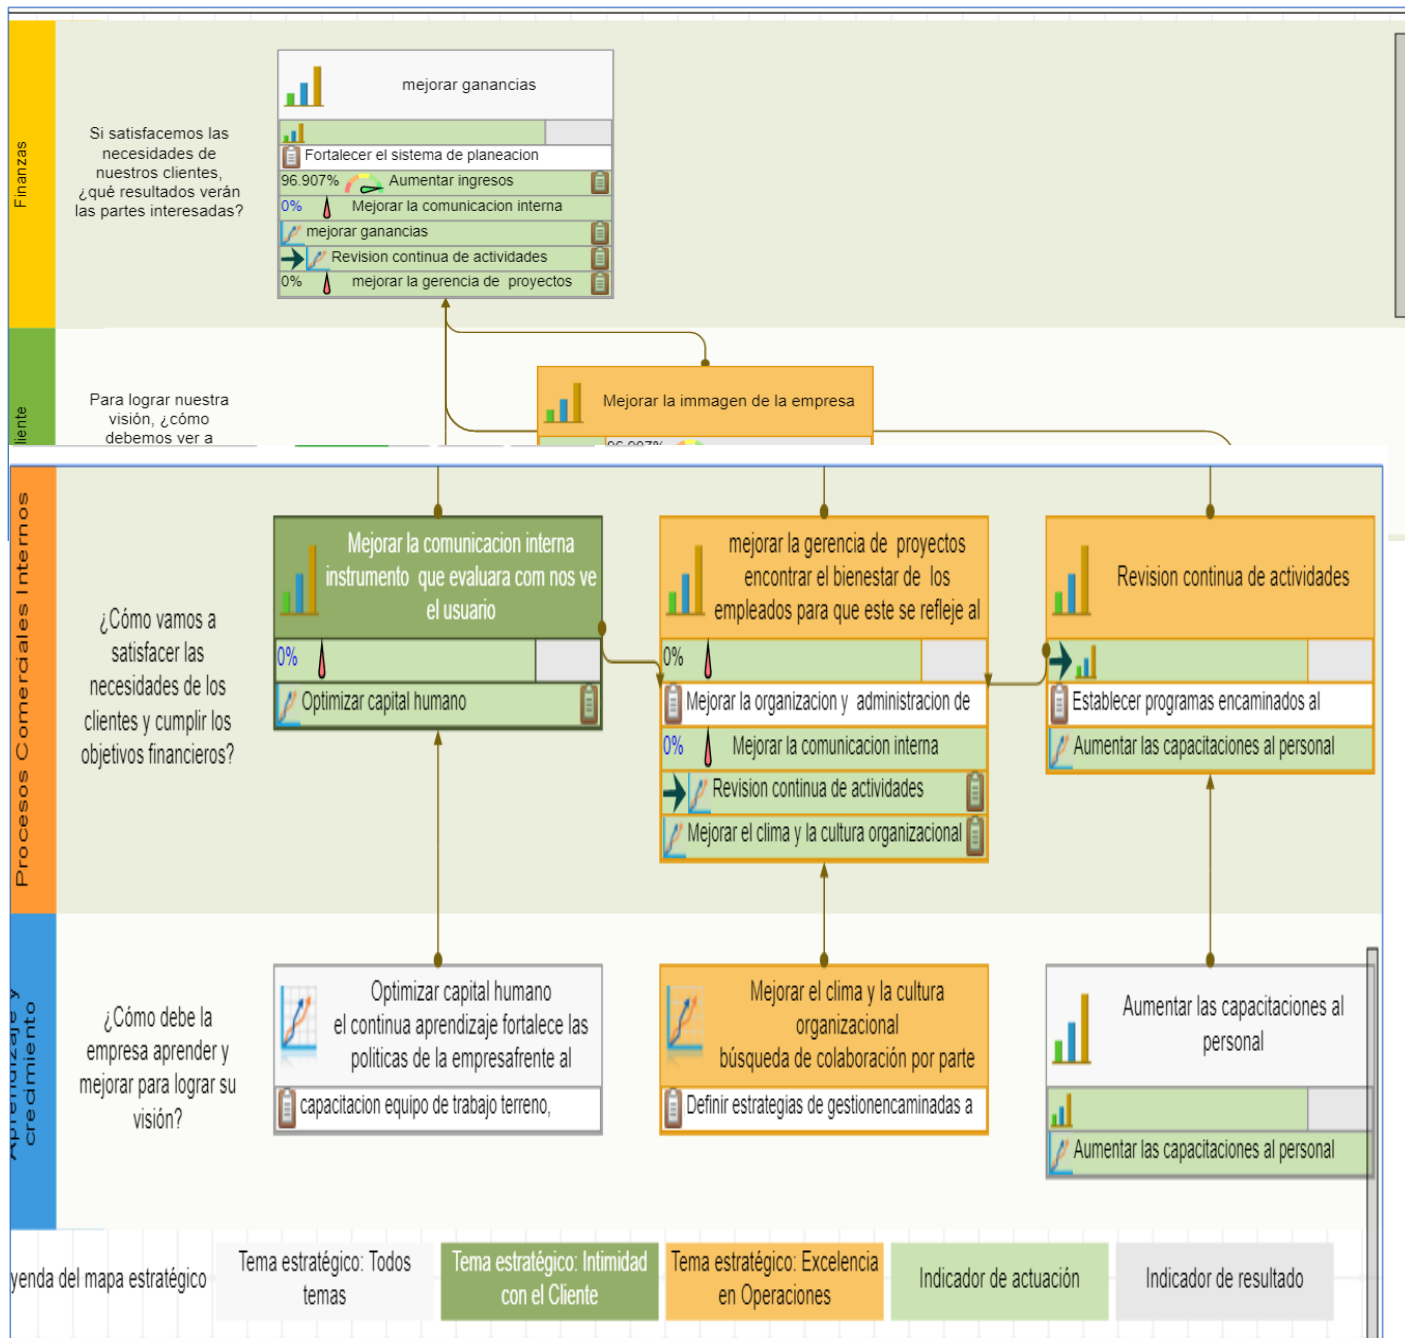 Finanzas
Si satisfacemos las
necesidades de
nuestros clientes,
¿qué resultados verán
las partes interesadas?
mejorar ganancias
Fortalecer el sistema de planeacion
96.907% Aumentar ingresos
0% Mejorar la comunicacion interna
mejorar ganancias
Revision continua de actividades
0% mejorar la gerencia de proyectos
liente
Para lograr nuestra
visión, ¿cómo
debemos ver a
Mejorar la immagen de la empresa
96.907%
Procesos Comerciales Internos
¿Cómo vamos a
satisfacer las
necesidades de los
clientes y cumplir los
objetivos financieros?
Mejorar la comunicacion interna
instrumento que evaluara com nos ve
el usuario
0%
Optimizar capital humano
mejorar la gerencia de proyectos
encontrar el bienestar de los
empleados para que este se refleje al
0%
Mejorar la organizacion y administracion de
0% Mejorar la comunicacion interna
Revision continua de actividades
Mejorar el clima y la cultura organizacional
Revision continua de actividades
Establecer programas encaminados al
Aumentar las capacitaciones al personal
Aprendizaje y
credimiento
¿Cómo debe la
empresa aprender y
mejorar para lograr su
visión?
Optimizar capital humano
el continua aprendizaje fortalece las
politicas de la empresafrente al
capacitacion equipo de trabajo terreno,
Mejorar el clima y la cultura
organizacional
búsqueda de colaboración por parte
Definir estrategias de gestionencaminadas a
Aumentar las capacitaciones al
personal
Aumentar las capacitaciones al personal
yenda del mapa estratégico
Tema estratégico: Todos
temas
Tema estratégico: Intimidad
con el Cliente
Tema estratégico: Excelencia
en Operaciones
Indicador de actuación
Indicador de resultado